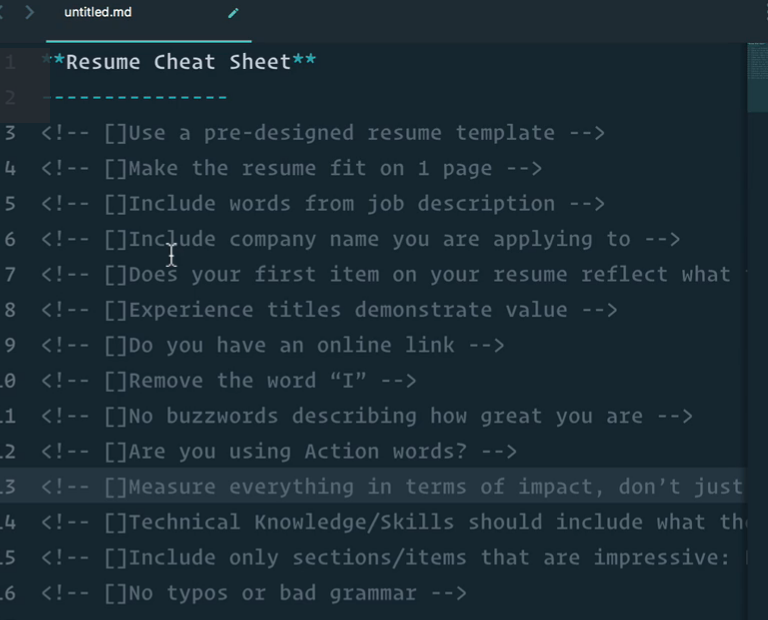 untitled.md
1 **Resume Cheat Sheet**
2 ---------------
3 <!-- []Use a pre-designed resume template -->
4 <!-- []Make the resume fit on 1 page -->
5 <!-- []Include words from job description -->
6 <!-- []Include company name you are applying to -->
7 <!-- []Does your first item on your resume reflect what
8 <!-- []Experience titles demonstrate value -->
9 <!-- []Do you have an online link -->
10 <!-- []Remove the word “I” -->
11 <!-- []No buzzwords describing how great you are -->
12 <!-- []Are you using Action words? -->
13 <!-- []Measure everything in terms of impact, don’t just
14 <!-- []Technical Knowledge/Skills should include what
15 <!-- []Include only sections/items that are impressive:
16 <!-- []No typos or bad grammar -->